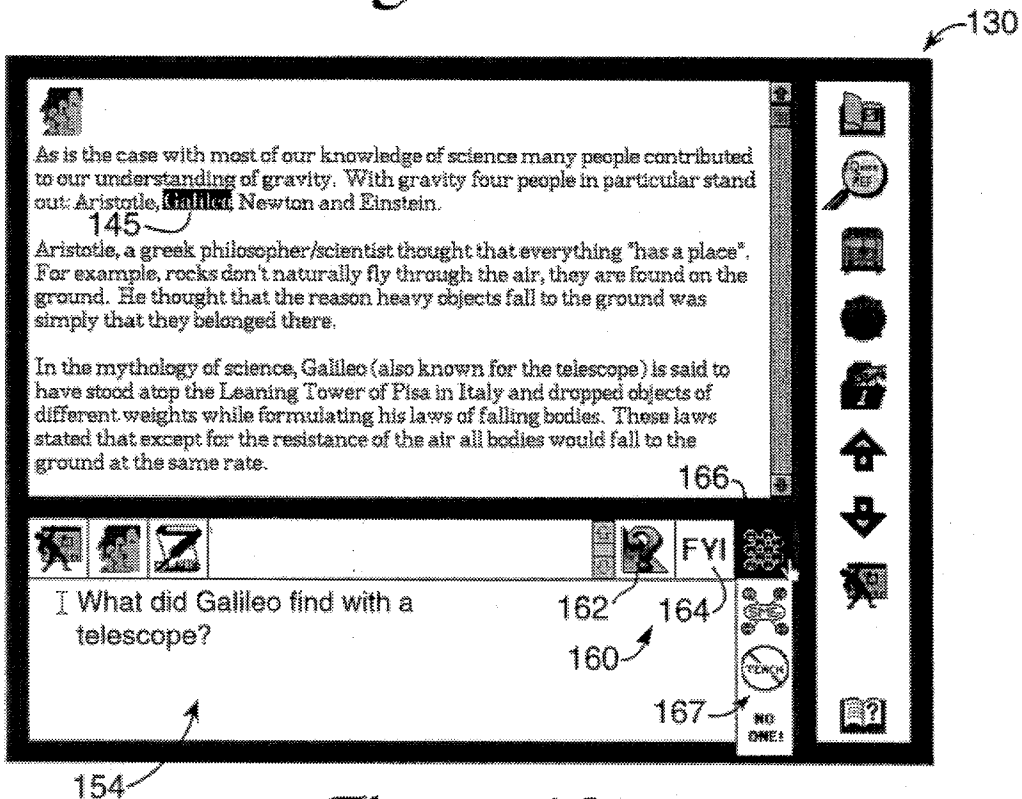 130
As is the case with most of our knowledge of science many people contributed
to our understanding of gravity. With gravity four people in particular stand
out: Aristotle, Galileo, Newton and Einstein.
145
Aristotle, a greek philosopher/scientist thought that everything "has a place".
For example, rocks don't naturally fly through the air, they are found on the
ground. He thought that the reason heavy objects fall to the ground was
simply that they belonged there.
In the mythology of science, Galileo (also known for the telescope) is said to
have stood atop the Leaning Tower of Pisa in Italy and dropped objects of
different weights while formulating his laws of falling bodies. These laws
stated that except for the resistance of the air all bodies would fall to the
ground at the same rate.
166
FYI
What did Galileo find with a
telescope?
162
164
160
167
TEACH
NO
ONE!
154